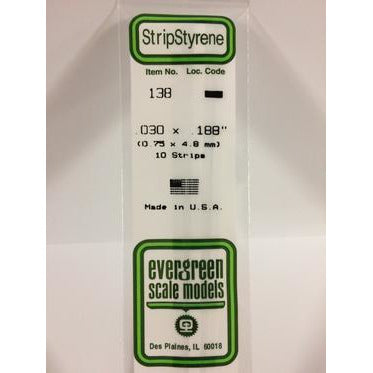 StripStyrene
Item No. Loc. Code
138
.030 x .188"
(0.75 x 4.8 mm)
10 Strips
Made in U.S.A.
evergreen
scale models
Des Plaines, IL 60018